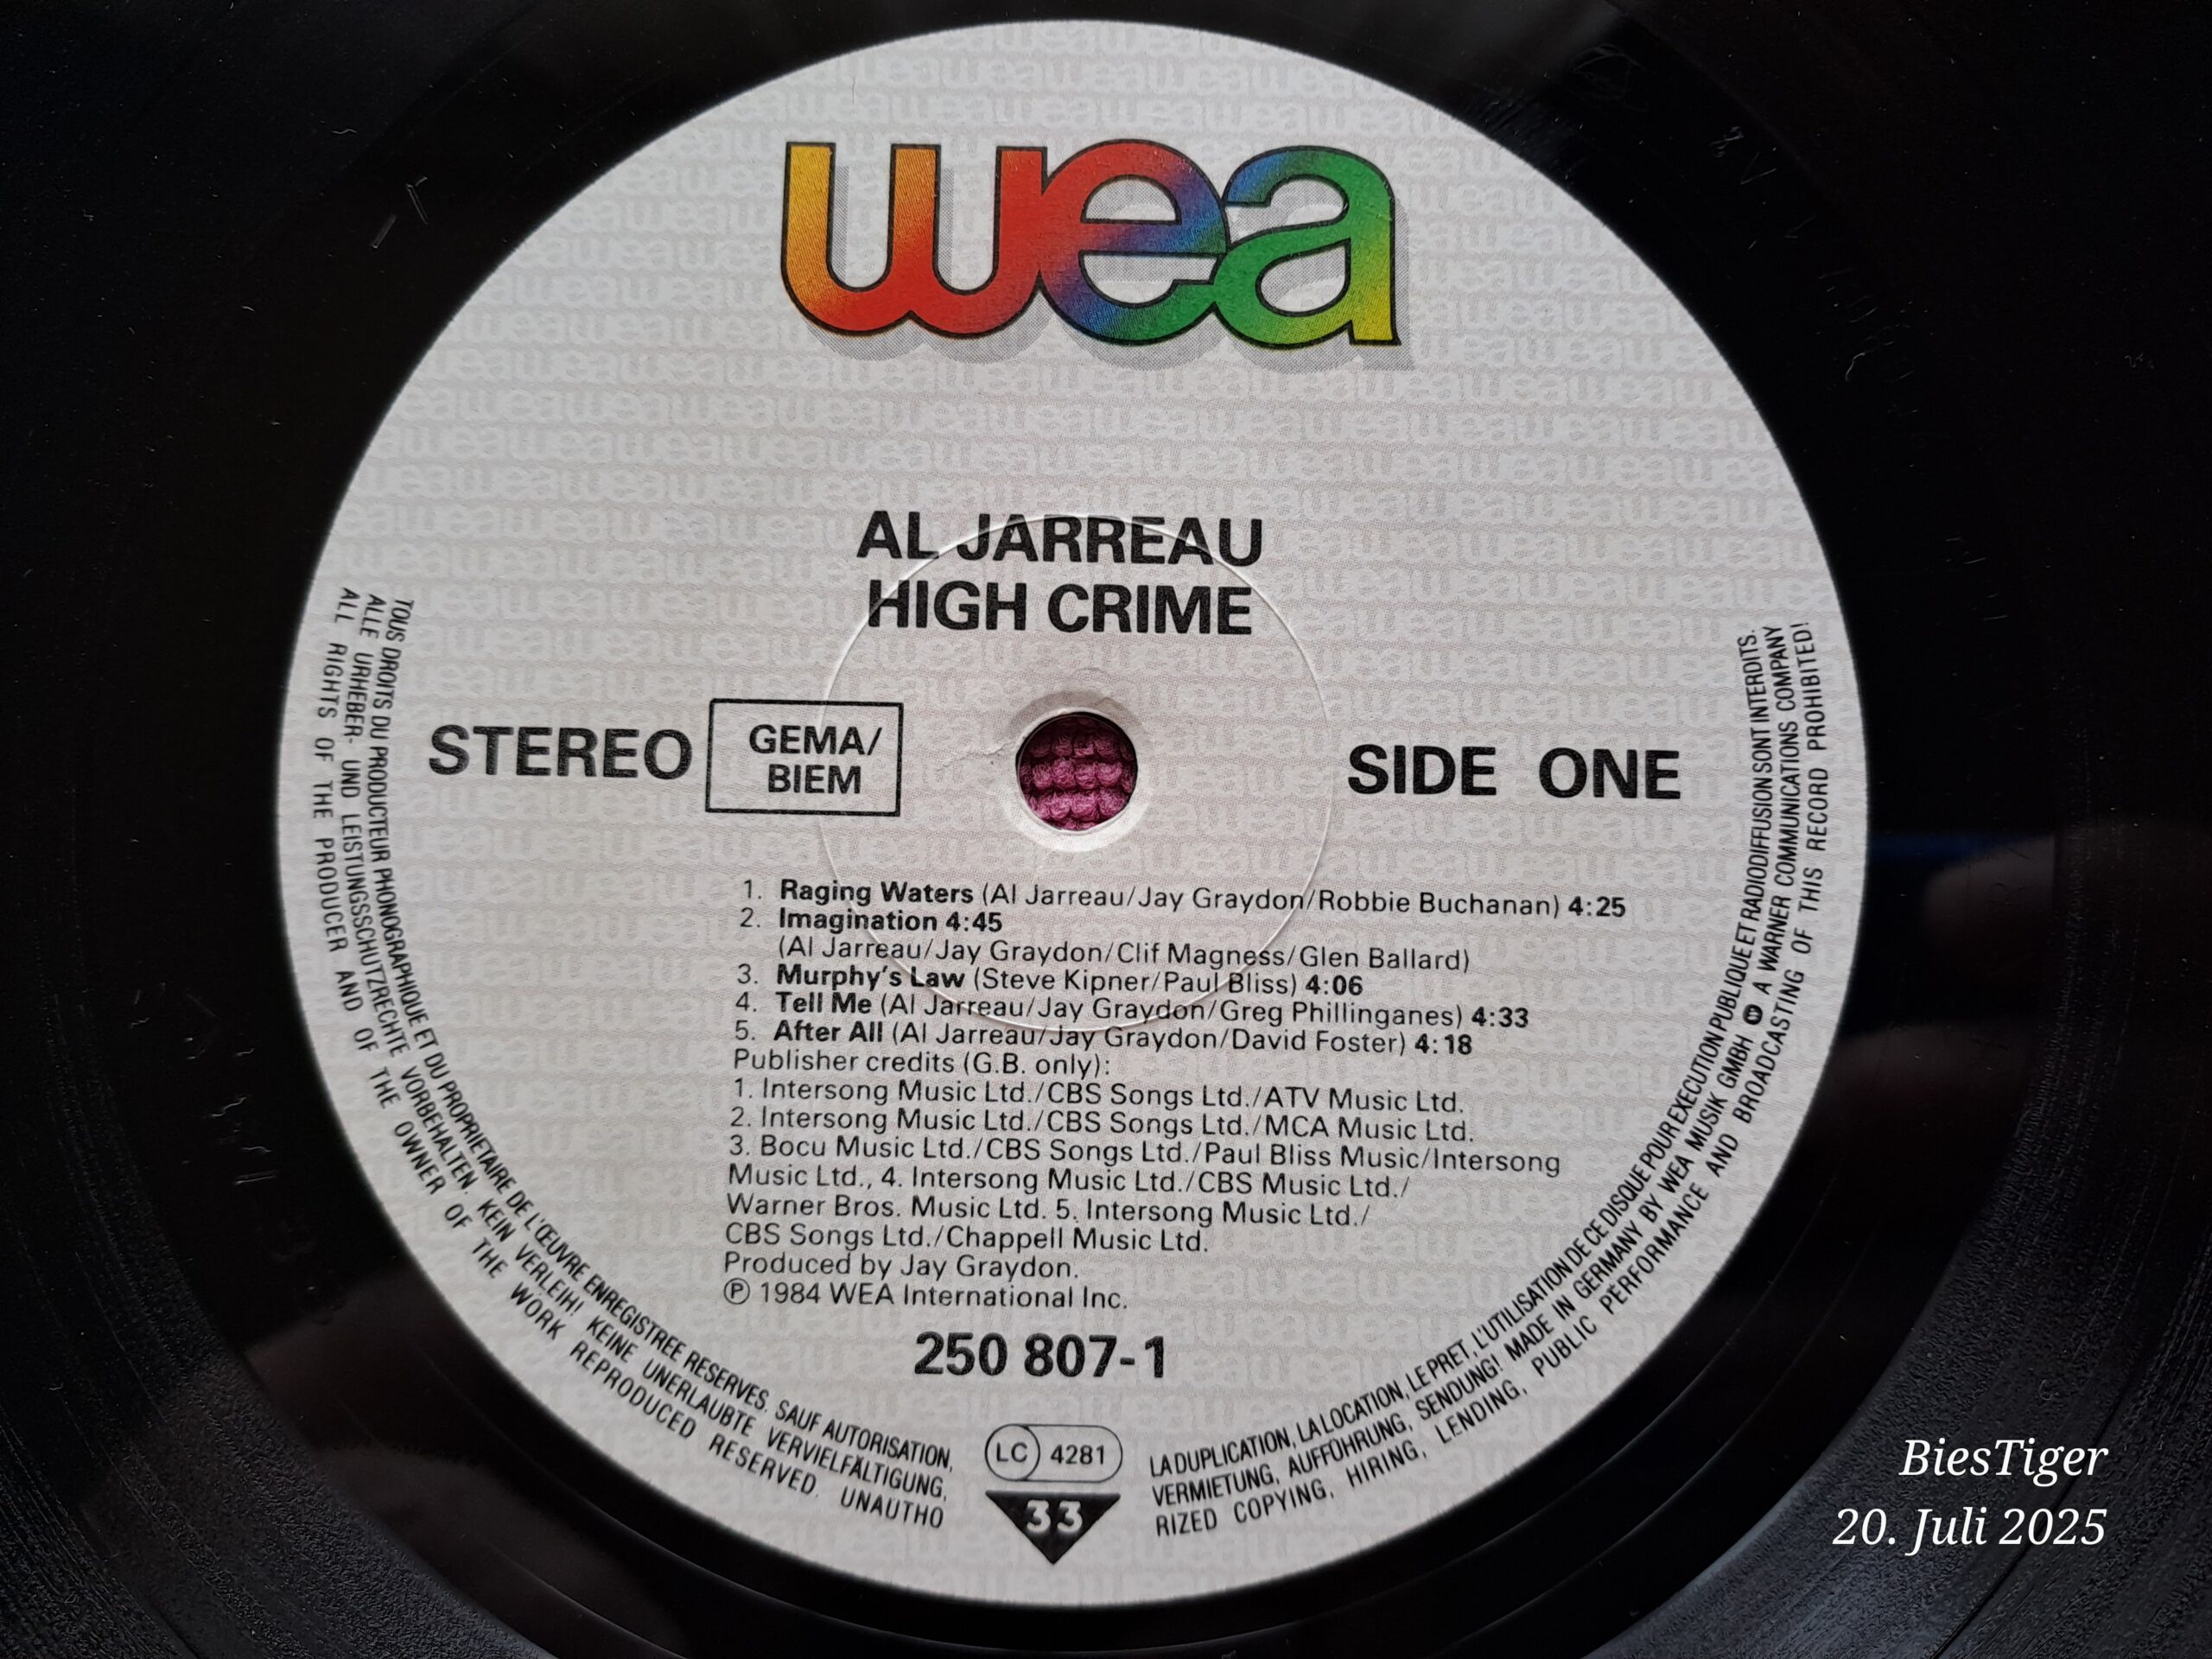 wea
AL JARREAU
HIGH CRIME
STEREO
GEMA/
BIEM
SIDE ONE
1. Raging Waters (Al Jarreau/Jay Graydon/Robbie Buchanan) 4:25
2. Imagination 4:45
(Al Jarreau/Jay Graydon/Clif Magness/Glen Ballard)
3. Murphy's Law (Steve Kipner/Paul Bliss) 4:06
4. Tell Me (Al Jarreau/Jay Graydon/Greg Phillinganes) 4:33
5. After All (Al Jarreau/Jay Graydon/David Foster) 4:18
Publisher credits (G.B. only):
1. Intersong Music Ltd./CBS Songs Ltd./ATV Music Ltd.
2. Intersong Music Ltd./CBS Songs Ltd./MCA Music Ltd.
3. Bocu Music Ltd./CBS Songs Ltd./Paul Bliss Music/Intersong
Music Ltd., 4. Intersong Music Ltd./CBS Music Ltd./
Warner Bros. Music Ltd. 5. Intersong Music Ltd./
CBS Songs Ltd./Chappell Music Ltd.
Produced by Jay Graydon.
℗ 1984 WEA International Inc.
250 807-1
LC 4281
33
TOUS DROITS DU PRODUCTEUR PHONOGRAPHIQUE ET DU PROPRIETAIRE DE L'ŒUVRE ENREGISTREE RESERVES. SAUF AUTORISATION, LA DUPLICATION, LA LOCATION, LE PRET, L'UTILISATION DE CE DISQUE POUR EXECUTION PUBLIQUE ET RADIODIFFUSION SONT INTERDITS.
ALLE URHEBER- UND LEISTUNGSSCHUTZRECHTE VORBEHALTEN. KEIN VERLEIH! KEINE UNERLAUBTE VERVIELFÄLTIGUNG, VERMIETUNG, AUFFÜHRUNG, SENDUNG! MADE IN GERMANY BY WEA MUSIK GMBH A WARNER COMMUNICATIONS COMPANY
ALL RIGHTS OF THE PRODUCER AND OF THE OWNER OF THE WORK REPRODUCED RESERVED. UNAUTHORIZED COPYING, HIRING, LENDING, PUBLIC PERFORMANCE AND BROADCASTING OF THIS RECORD PROHIBITED!
BiesTiger
20. Juli 2025